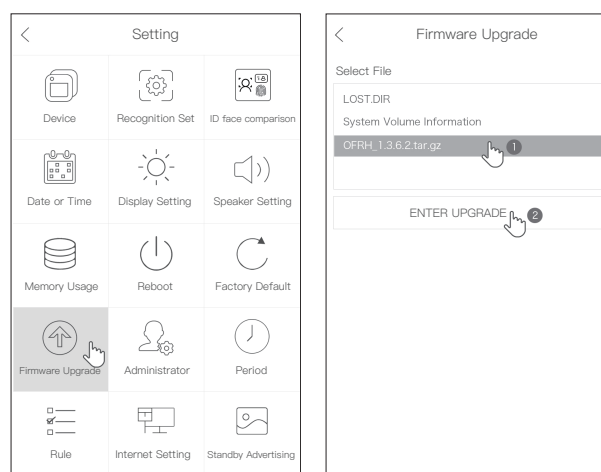 Setting
Device
Recognition Set
ID face comparison
Date or Time
Display Setting
Speaker Setting
Memory Usage
Reboot
Factory Default
Firmware Upgrade
Administrator
Period
Rule
Internet Setting
Standby Advertising
Firmware Upgrade
Select File
LOST.DIR
System Volume Information
OFRH_1.3.6.2.tar.gz
1
ENTER UPGRADE
2